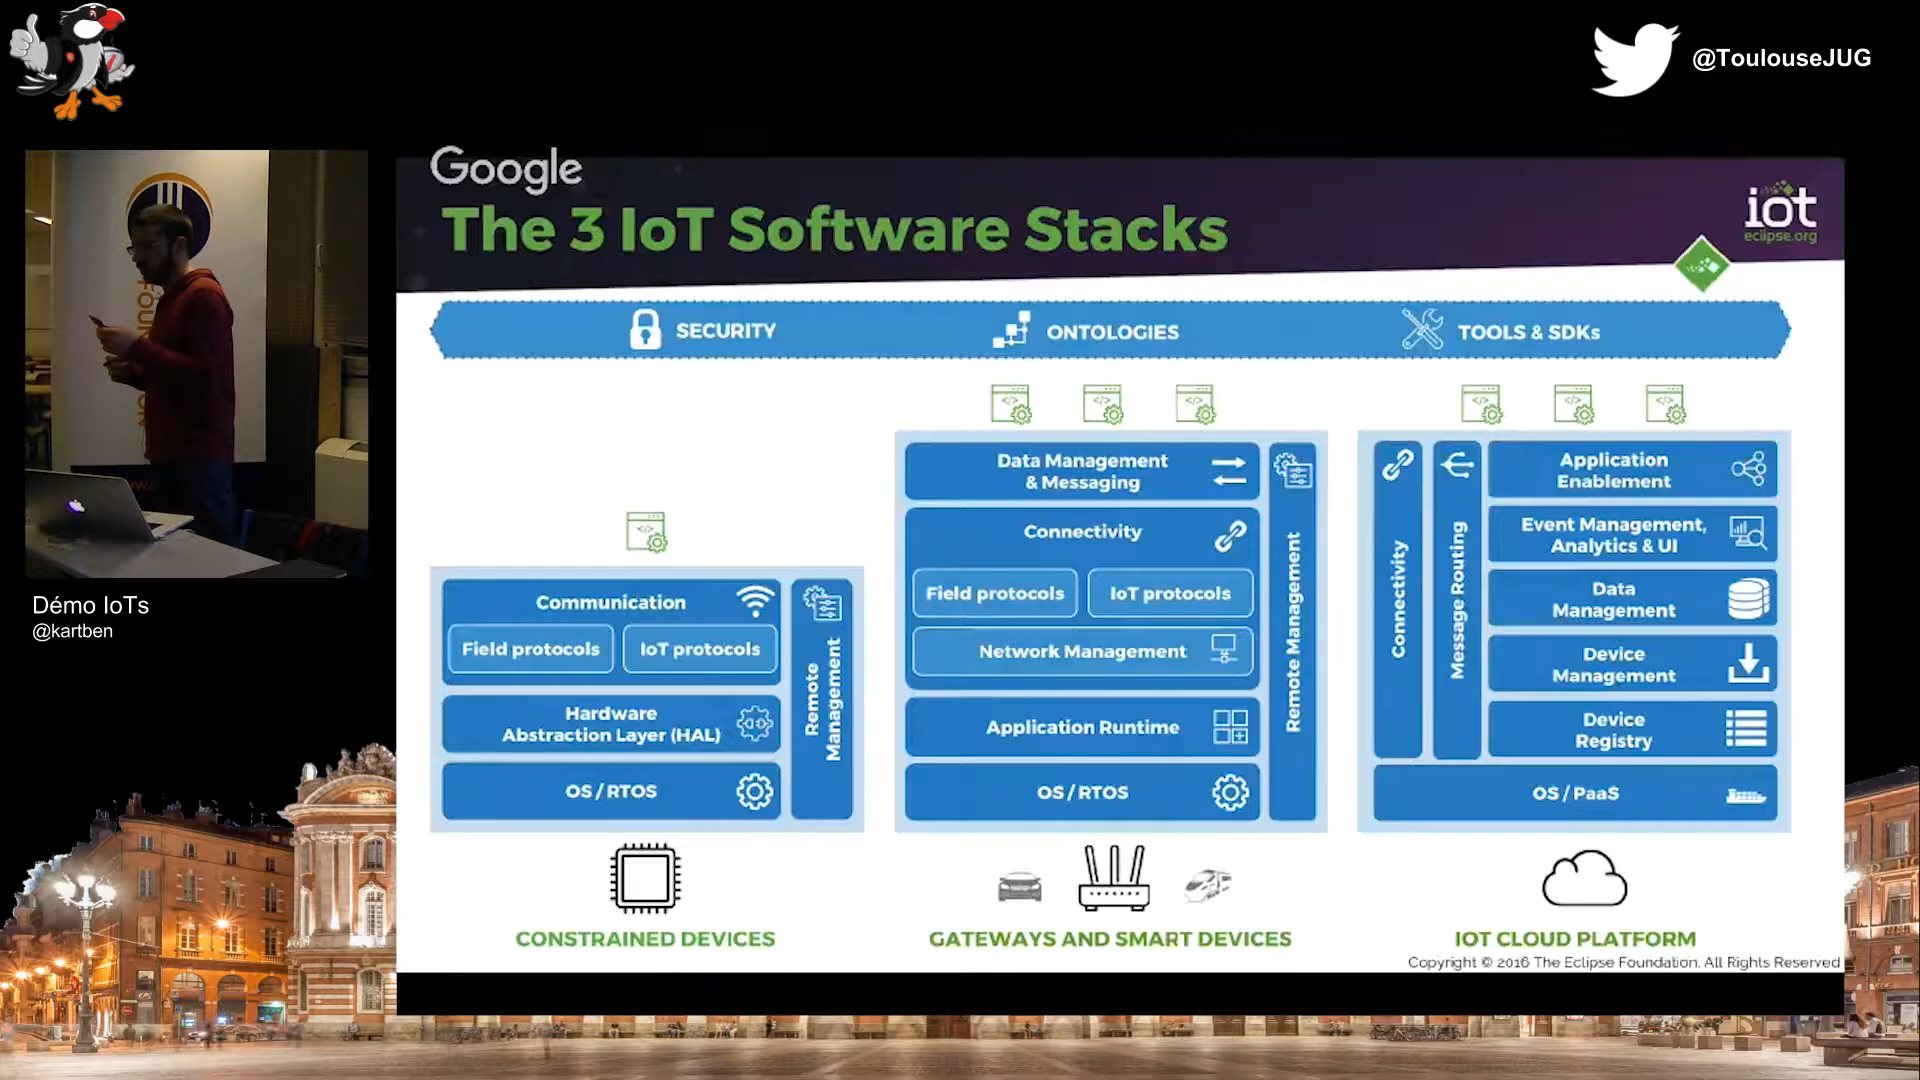 @ToulouseJUG
Google
The 3 IoT Software Stacks
iot
eclipse.org
SECURITY
ONTOLOGIES
TOOLS & SDKs
Communication
Field protocols
IoT protocols
Hardware
Abstraction Layer (HAL)
OS / RTOS
Remote
Management
CONSTRAINED DEVICES
Data Management
& Messaging
Connectivity
Field protocols
IoT protocols
Network Management
Application Runtime
OS / RTOS
Remote Management
GATEWAYS AND SMART DEVICES
Connectivity
Message Routing
Application
Enablement
Event Management,
Analytics & UI
Data
Management
Device
Management
Device
Registry
OS / PaaS
IOT CLOUD PLATFORM
Copyright © 2016 The Eclipse Foundation. All Rights Reserved
Démo IoTs
@kartben